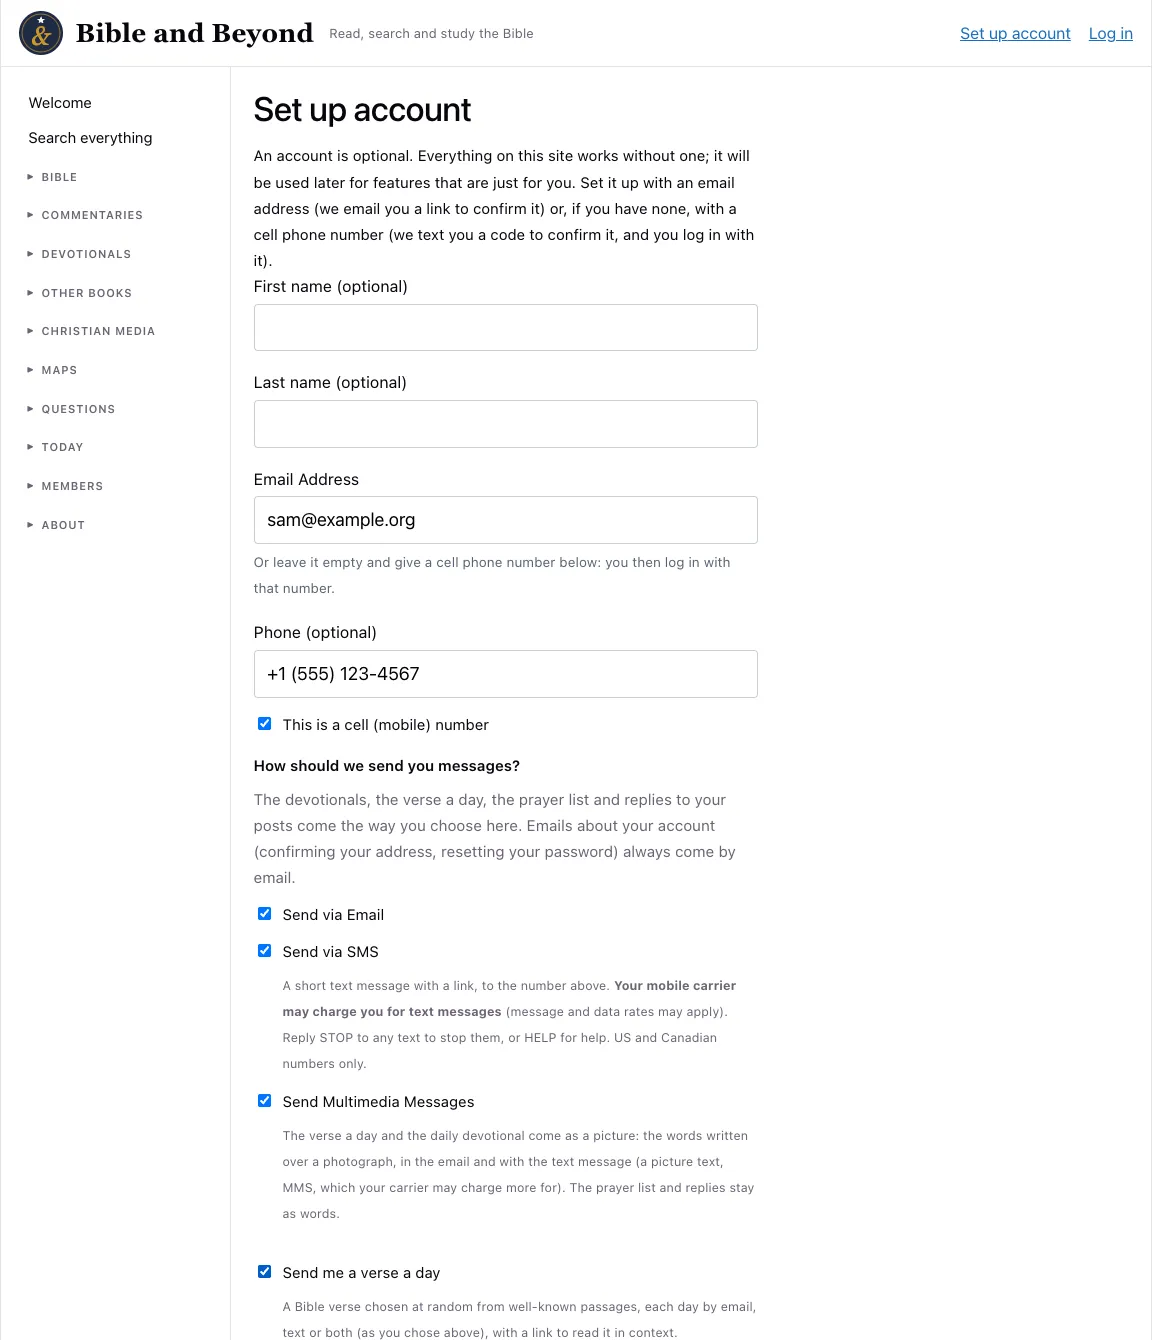 & Bible and Beyond Read, search and study the Bible Set up account Log in
Welcome
Search everything
▸ BIBLE
▸ COMMENTARIES
▸ DEVOTIONALS
▸ OTHER BOOKS
▸ CHRISTIAN MEDIA
▸ MAPS
▸ QUESTIONS
▸ TODAY
▸ MEMBERS
▸ ABOUT
Set up account
An account is optional. Everything on this site works without one; it will
be used later for features that are just for you. Set it up with an email
address (we email you a link to confirm it) or, if you have none, with a
cell phone number (we text you a code to confirm it, and you log in with
it).
First name (optional)
Last name (optional)
Email Address
sam@example.org
Or leave it empty and give a cell phone number below: you then log in with
that number.
Phone (optional)
+1 (555) 123-4567
This is a cell (mobile) number
How should we send you messages?
The devotionals, the verse a day, the prayer list and replies to your
posts come the way you choose here. Emails about your account
(confirming your address, resetting your password) always come by
email.
Send via Email
Send via SMS
A short text message with a link, to the number above. Your mobile carrier
may charge you for text messages (message and data rates may apply).
Reply STOP to any text to stop them, or HELP for help. US and Canadian
numbers only.
Send Multimedia Messages
The verse a day and the daily devotional come as a picture: the words written
over a photograph, in the email and with the text message (a picture text,
MMS, which your carrier may charge more for). The prayer list and replies stay
as words.
Send me a verse a day
A Bible verse chosen at random from well-known passages, each day by email,
text or both (as you chose above), with a link to read it in context.